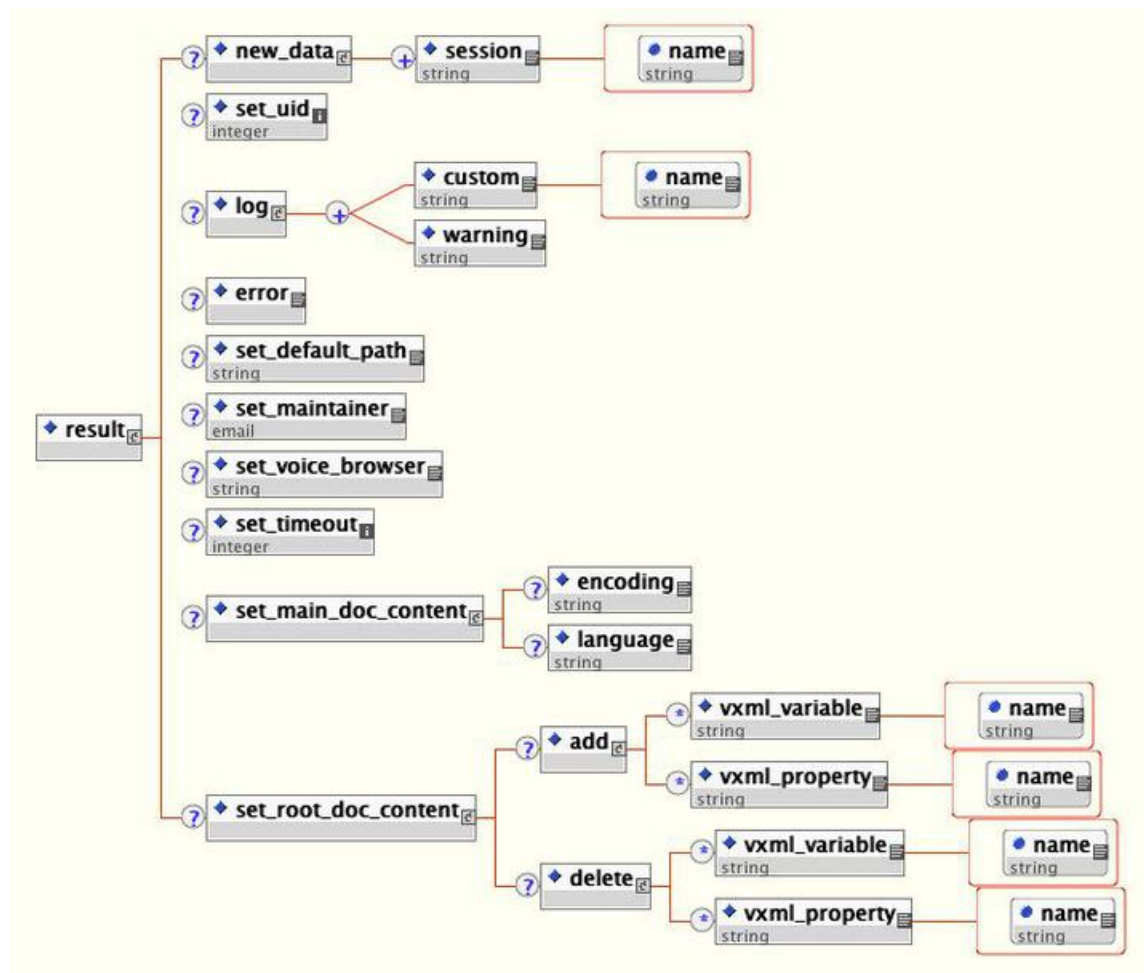 ? new_data + session name
string string
? set_uid
integer
custom name
string string
? log +
warning
string
? error
? set_default_path
string
? set_maintainer
email
result
? set_voice_browser
string
? set_timeout
integer
? encoding
string
? set_main_doc_content
? language
string
* vxml_variable name
string string
? add
* vxml_property name
string string
? set_root_doc_content
* vxml_variable name
string string
? delete
* vxml_property name
string string